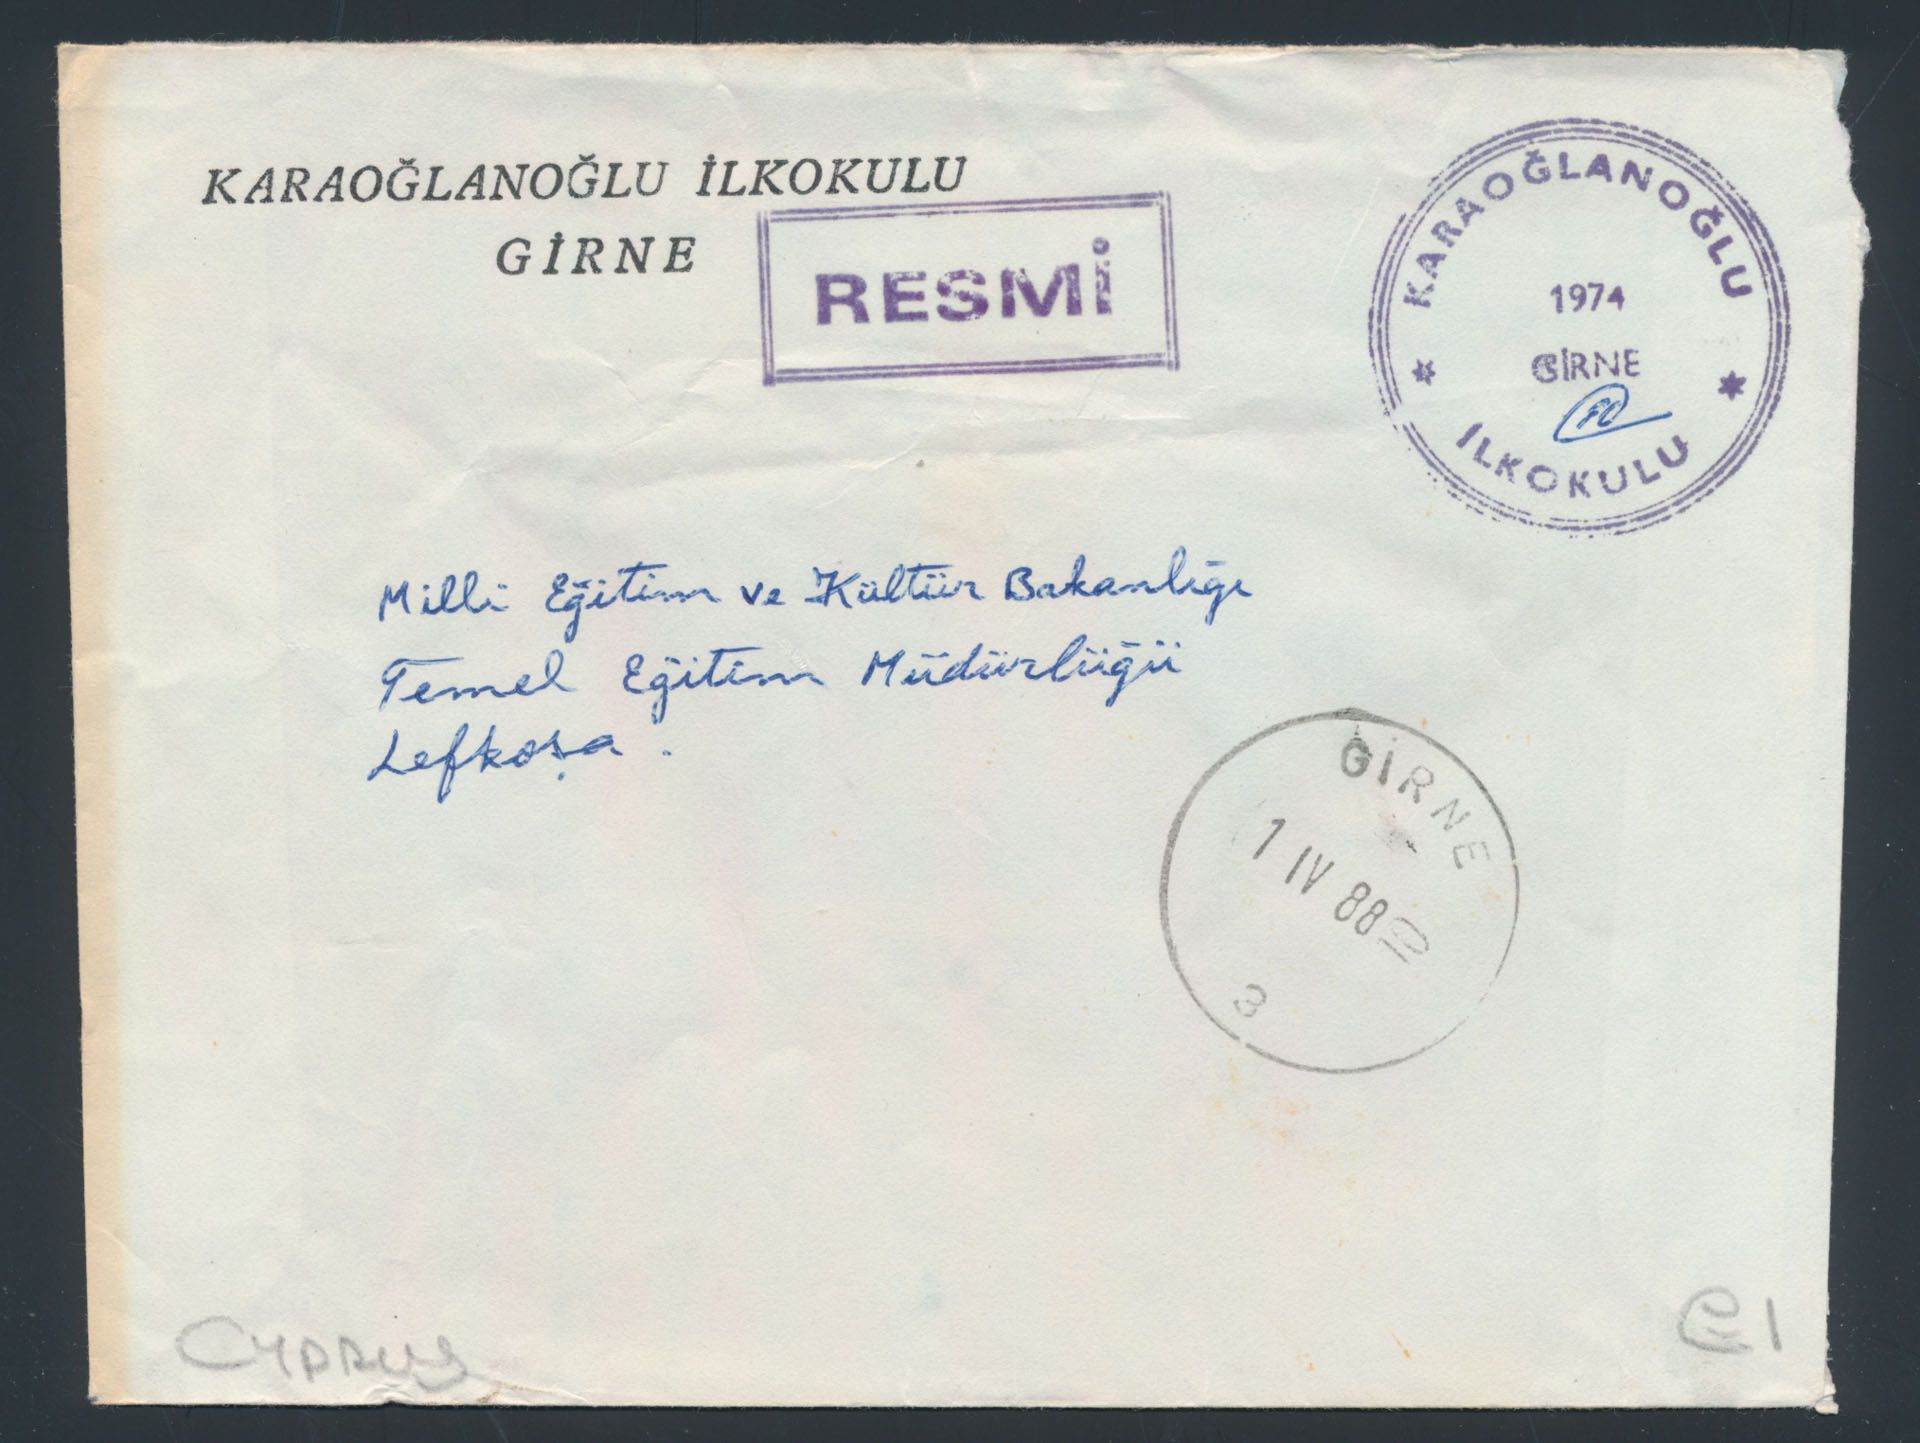 KARAOĞLANOĞLU İLKOKULU
GİRNE
RESMİ
KARAOĞLANOĞLU
1974
GİRNE
İLKOKULU
Milli Eğitim ve Kültür Bakanlığı
Temel Eğitim Müdürlüğü
Lefkoşa.
GİRNE
1 IV 88
3
CYPRUS